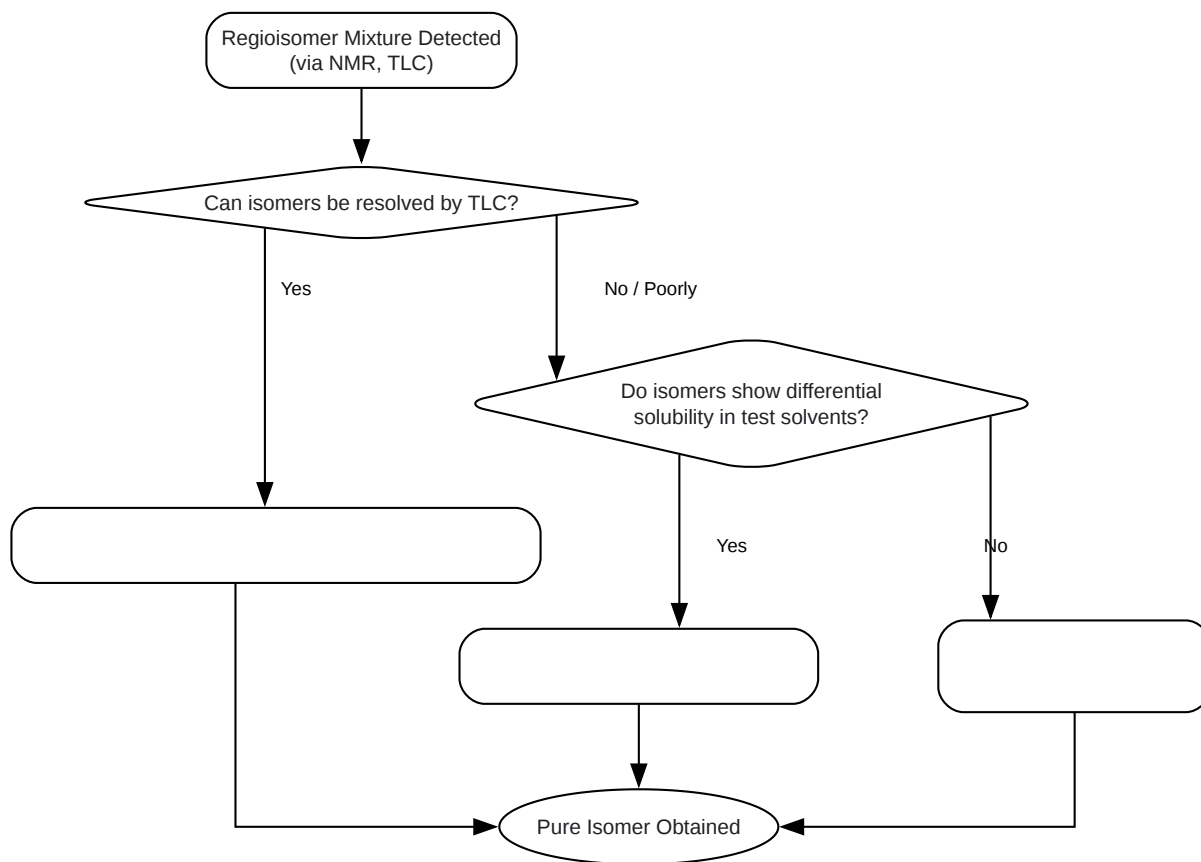 Regioisomer Mixture Detected
(via NMR, TLC)
Can isomers be resolved by TLC?
Yes
No / Poorly
Do isomers show differential
solubility in test solvents?
Yes
No
Pure Isomer Obtained